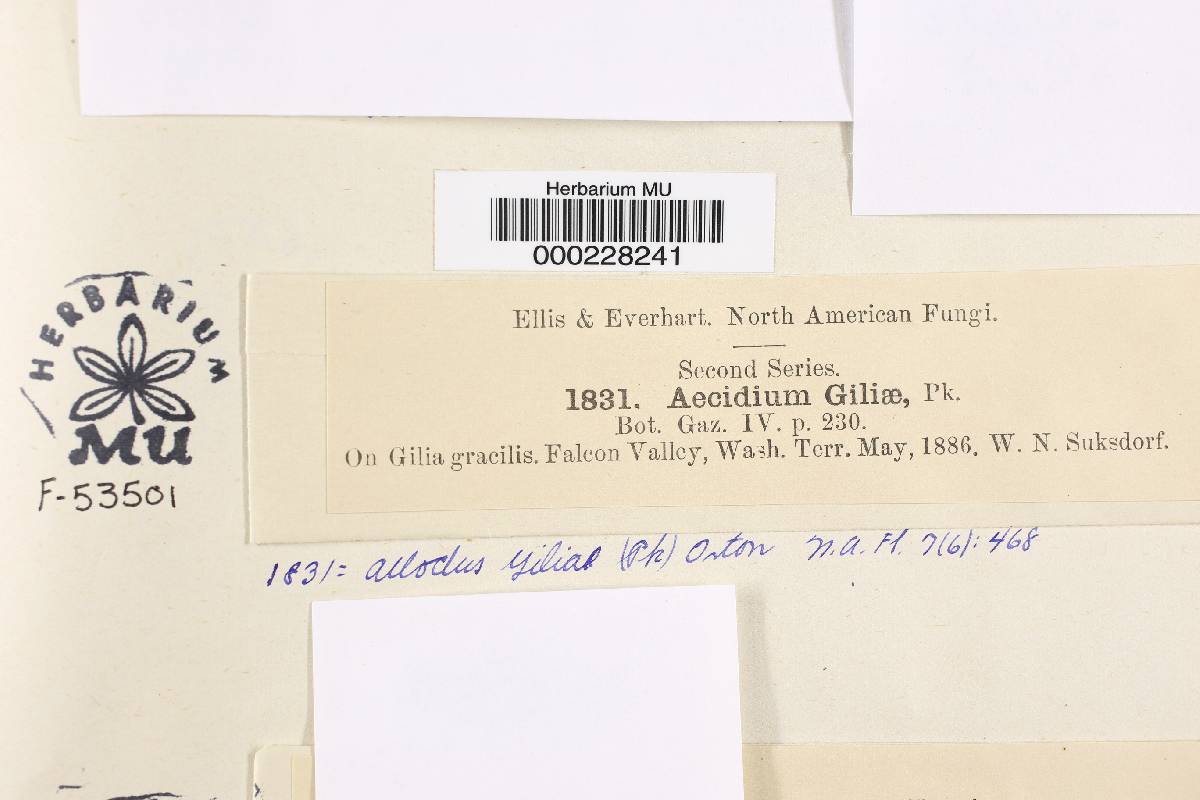 Herbarium MU
000228241
HERBARIUM
MU
F-53501
Ellis & Everhart. North American Fungi.
Second Series.
1831. Aecidium Giliæ, Pk.
Bot. Gaz. IV. p. 230.
On Gilia gracilis. Falcon Valley, Wash. Terr. May, 1886. W. N. Suksdorf.
1831= Allodus Giliae (Pk) Orton N.A. Fl. 7(6): 468